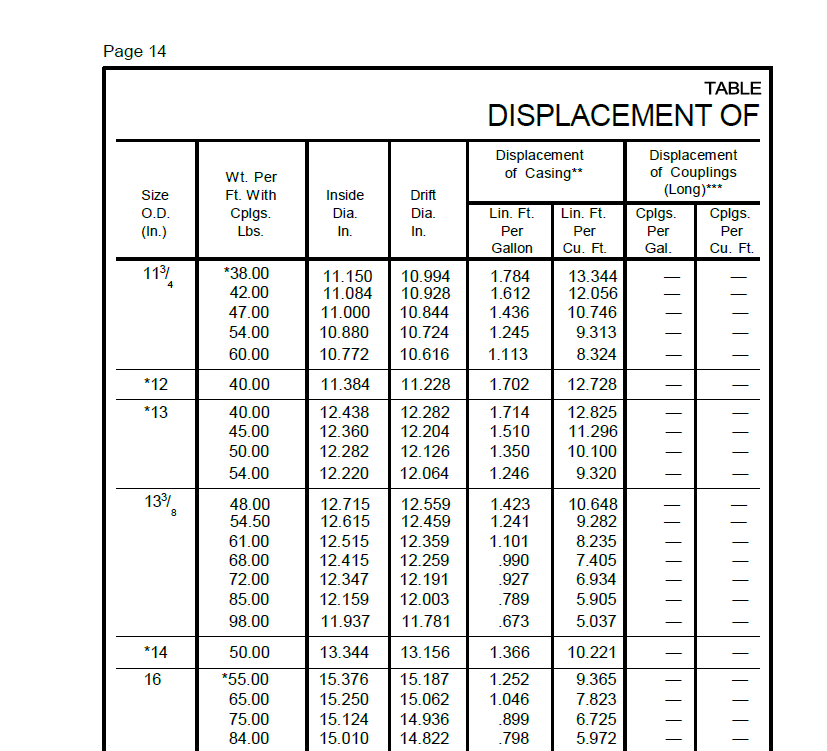 Page 14
TABLE
DISPLACEMENT OF
Size O.D. (In.) | Wt. Per Ft. With Cplgs. Lbs. | Inside Dia. In. | Drift Dia. In. | Displacement of Casing** | Displacement of Couplings (Long)***
Lin. Ft. Per Gallon | Lin. Ft. Per Cu. Ft. | Cplgs. Per Gal. | Cplgs. Per Cu. Ft.
11 3/4 *38.00 11.150 10.994 1.784 13.344 — —
42.00 11.084 10.928 1.612 12.056 — —
47.00 11.000 10.844 1.436 10.746 — —
54.00 10.880 10.724 1.245 9.313 — —
60.00 10.772 10.616 1.113 8.324 — —
*12 40.00 11.384 11.228 1.702 12.728 — —
*13 40.00 12.438 12.282 1.714 12.825 — —
45.00 12.360 12.204 1.510 11.296 — —
50.00 12.282 12.126 1.350 10.100 — —
54.00 12.220 12.064 1.246 9.320 — —
13 3/8 48.00 12.715 12.559 1.423 10.648 — —
54.50 12.615 12.459 1.241 9.282 — —
61.00 12.515 12.359 1.101 8.235 — —
68.00 12.415 12.259 .990 7.405 — —
72.00 12.347 12.191 .927 6.934 — —
85.00 12.159 12.003 .789 5.905 — —
98.00 11.937 11.781 .673 5.037 — —
*14 50.00 13.344 13.156 1.366 10.221 — —
16 *55.00 15.376 15.187 1.252 9.365 — —
65.00 15.250 15.062 1.046 7.823 — —
75.00 15.124 14.936 .899 6.725 — —
84.00 15.010 14.822 .798 5.972 — —